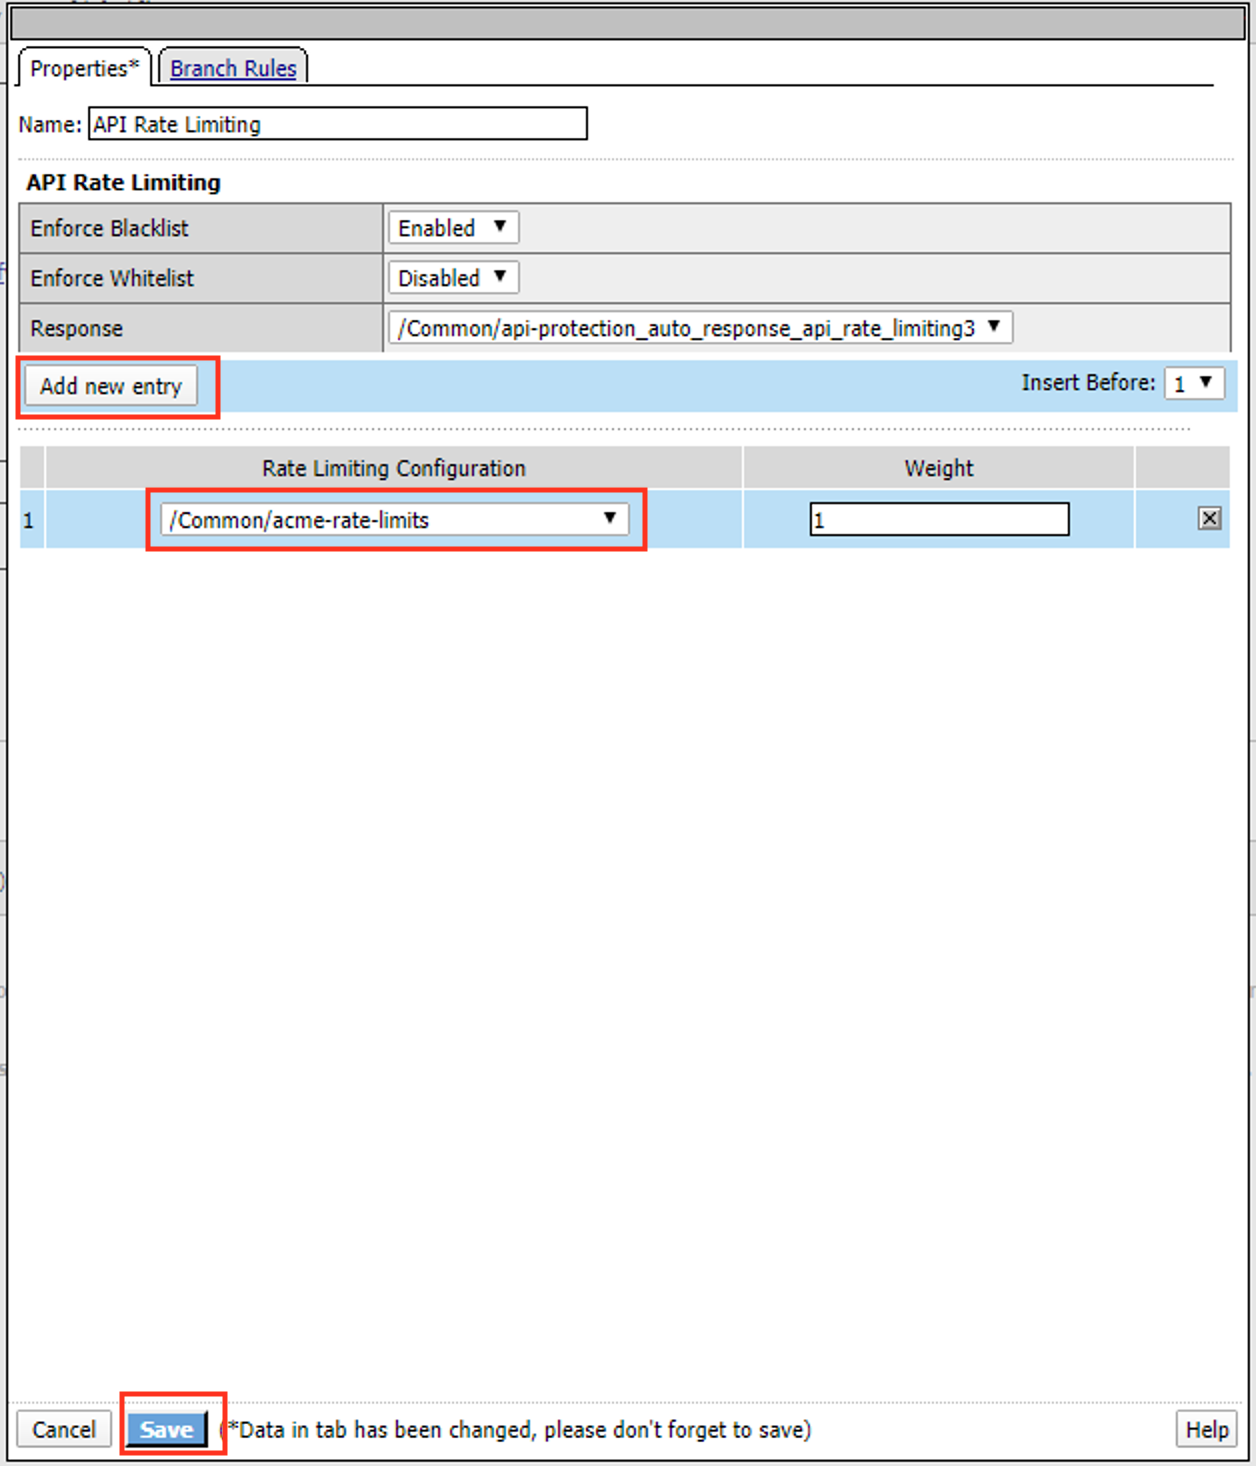 Properties* Branch Rules
Name: API Rate Limiting
API Rate Limiting
Enforce Blacklist Enabled
Enforce Whitelist Disabled
Response /Common/api-protection_auto_response_api_rate_limiting3
Add new entry Insert Before: 1
Rate Limiting Configuration Weight
1 /Common/acme-rate-limits 1
Cancel Save (*Data in tab has been changed, please don't forget to save) Help